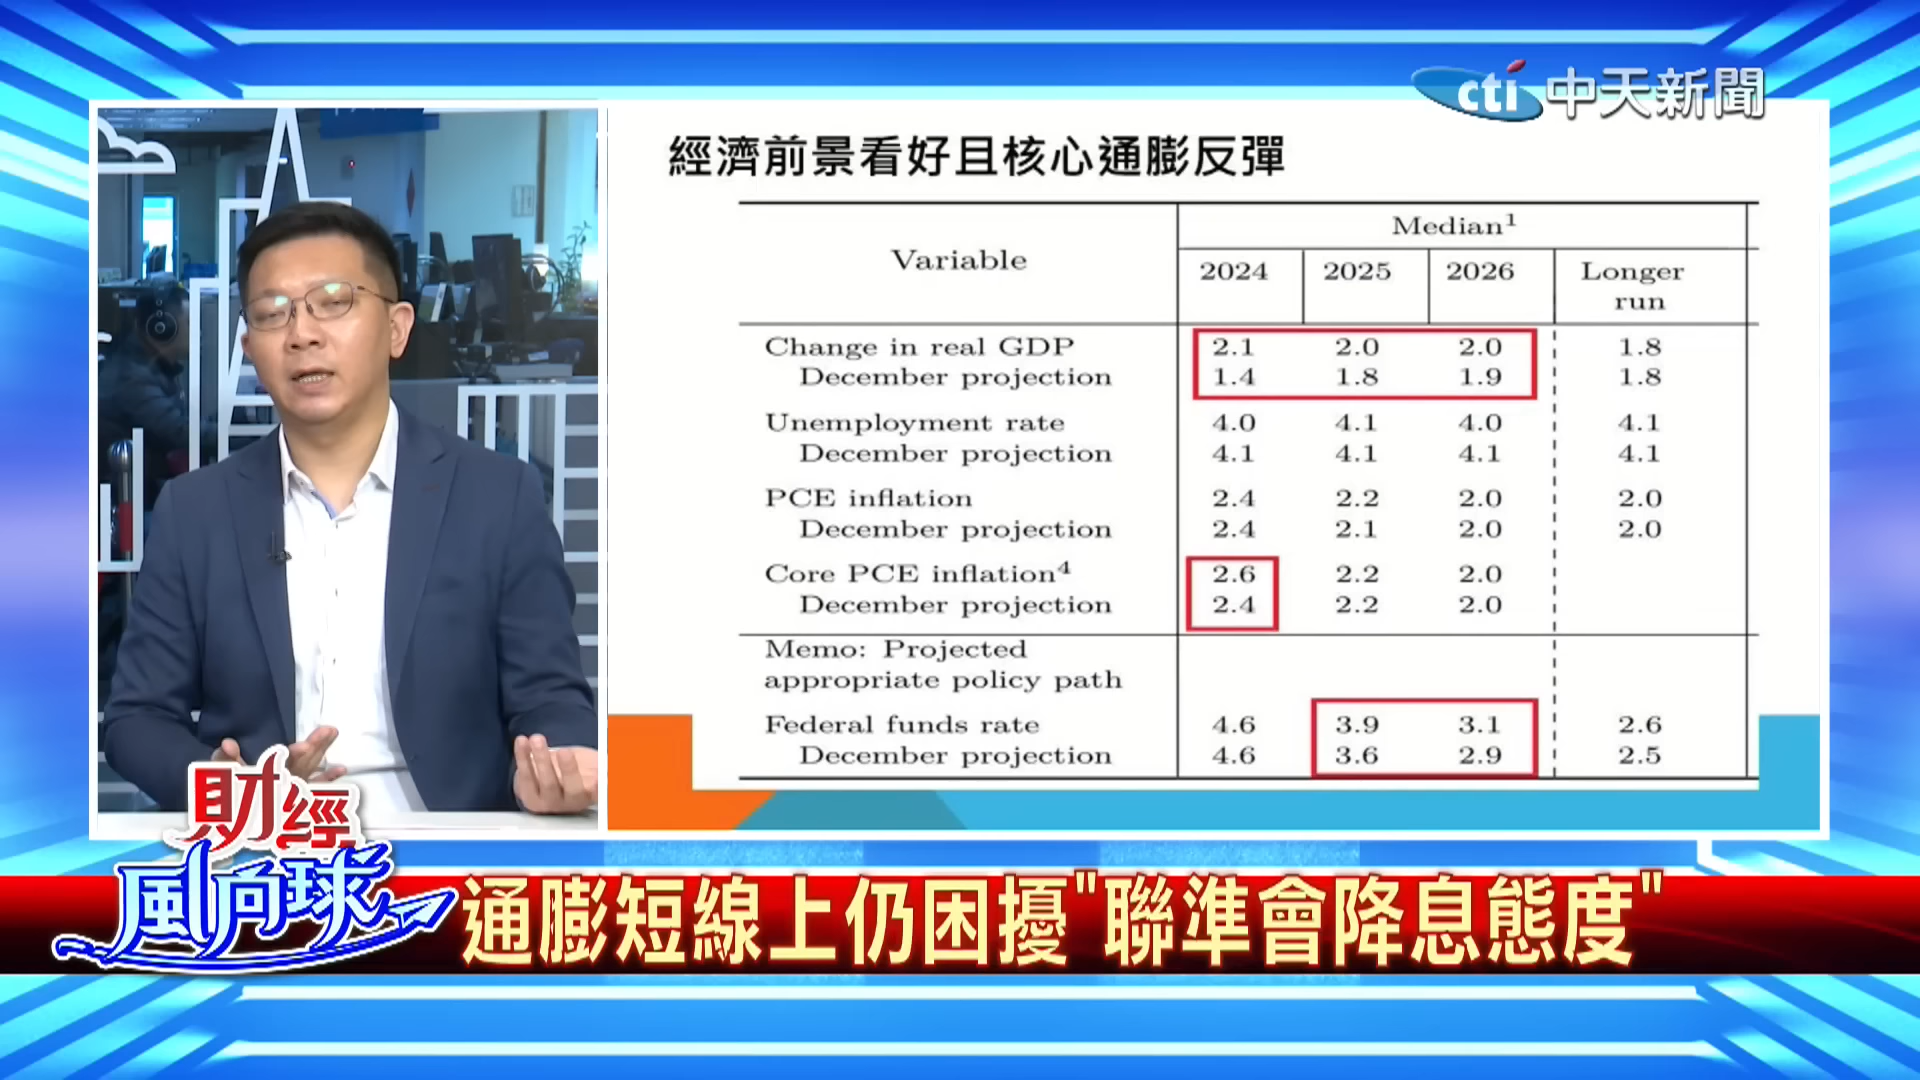 cti 中天新聞
經濟前景看好且核心通膨反彈
Variable
Median¹
2024 2025 2026 Longer run
Change in real GDP 2.1 2.0 2.0 1.8
December projection 1.4 1.8 1.9 1.8
Unemployment rate 4.0 4.1 4.0 4.1
December projection 4.1 4.1 4.1 4.1
PCE inflation 2.4 2.2 2.0 2.0
December projection 2.4 2.1 2.0 2.0
Core PCE inflation⁴ 2.6 2.2 2.0
December projection 2.4 2.2 2.0
Memo: Projected
appropriate policy path
Federal funds rate 4.6 3.9 3.1 2.6
December projection 4.6 3.6 2.9 2.5
財經
風向球
通膨短線上仍困擾"聯準會降息態度"